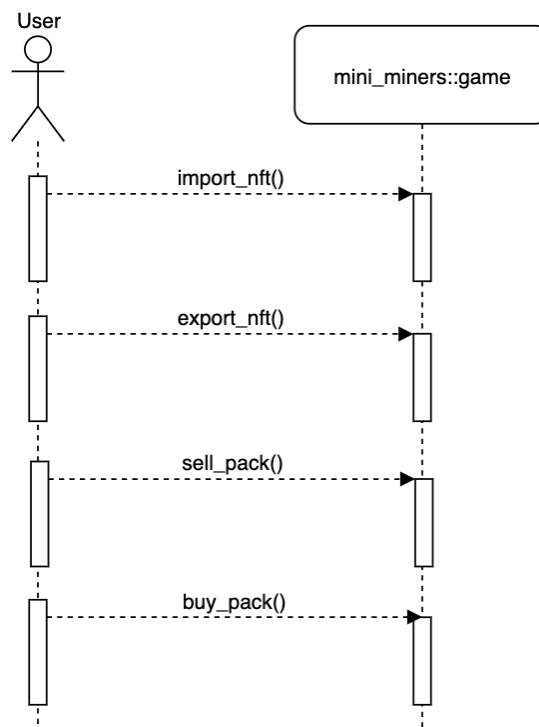 User
mini_miners::game
import_nft()
export_nft()
sell_pack()
buy_pack()